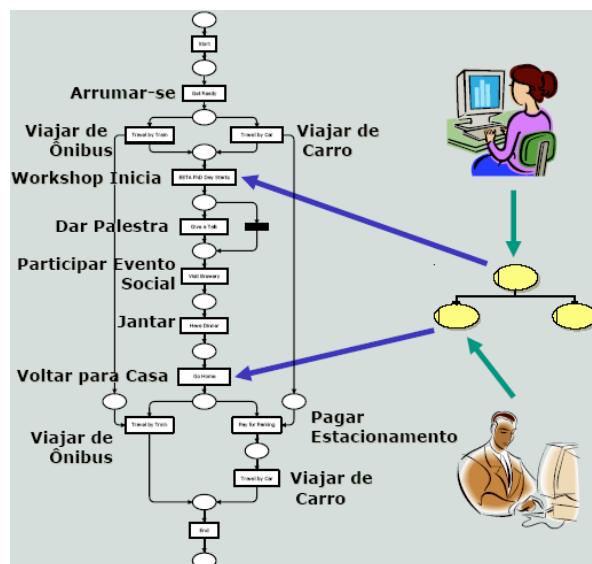 Start
Arrumar-se
Get Ready
Viajar de
Ônibus
Travel by Train
Travel by Car
Viajar de
Carro
Workshop Inicia
BETA PhD Day Starts
Dar Palestra
Give a Talk
Participar Evento
Social
Visit Brewery
Jantar
Have Dinner
Voltar para Casa
Go Home
Viajar de
Ônibus
Travel by Train
Pay for Parking
Pagar
Estacionamento
Travel by Car
Viajar de
Carro
End